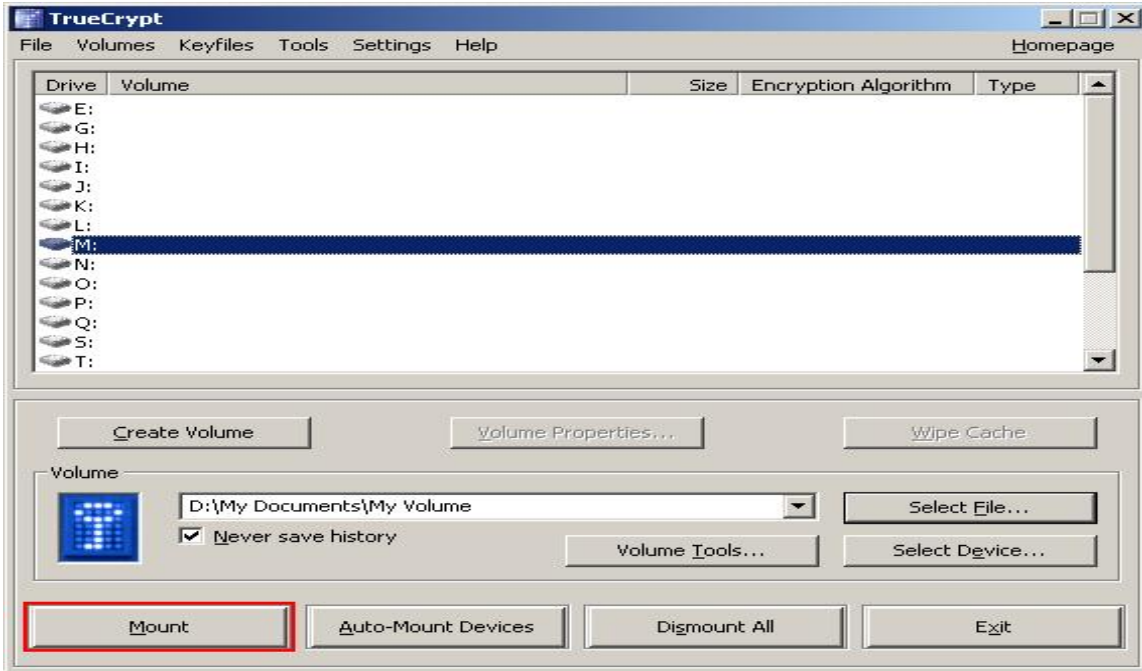 TrueCrypt
File Volumes Keyfiles Tools Settings Help Homepage
Drive Volume Size Encryption Algorithm Type
E:
G:
H:
I:
J:
K:
L:
M:
N:
O:
P:
Q:
S:
T:
Create Volume Volume Properties... Wipe Cache
Volume
D:\My Documents\My Volume Select File...
Never save history
Volume Tools... Select Device...
Mount Auto-Mount Devices Dismount All Exit